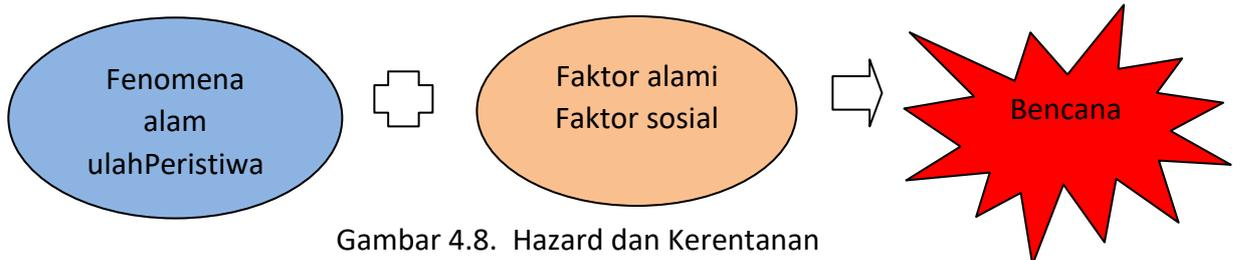 Fenomena
alam
ulahPeristiwa
Faktor alami
Faktor sosial
Bencana
Gambar 4.8.  Hazard dan Kerentanan